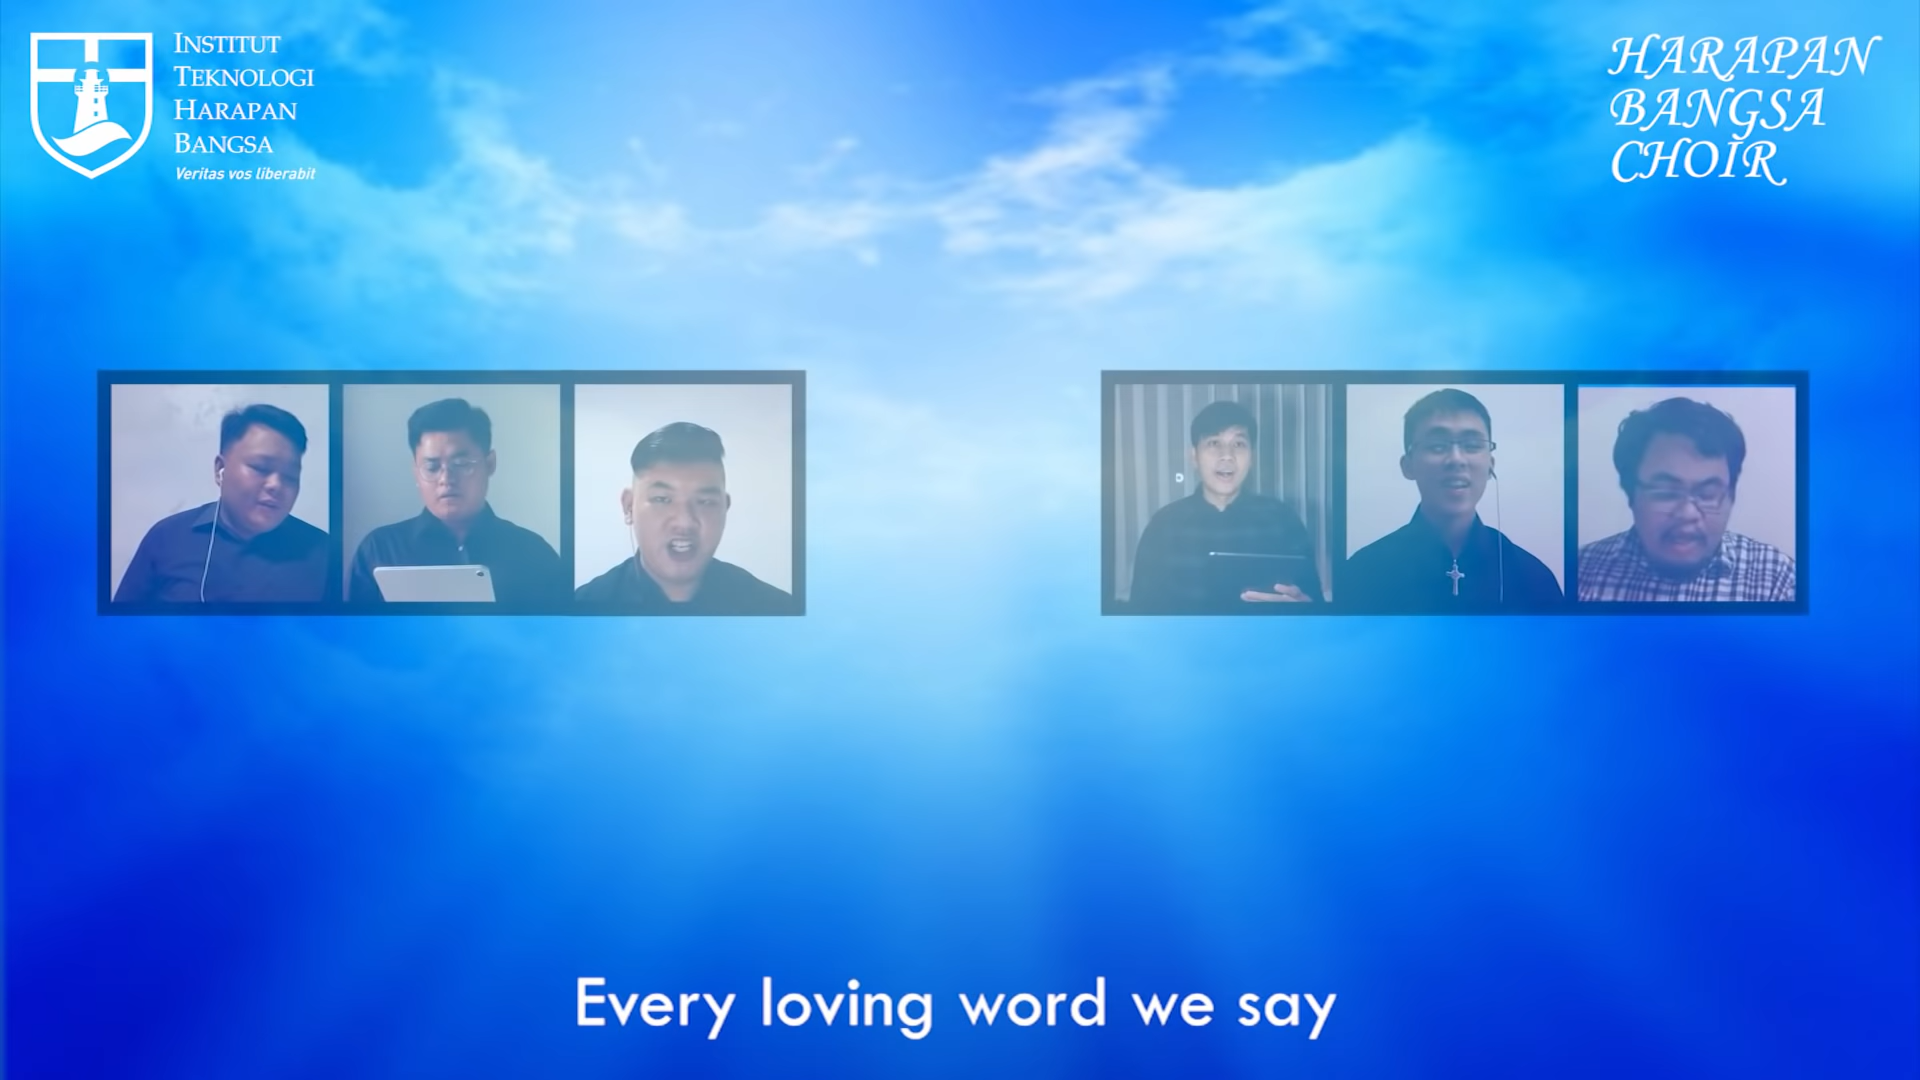 INSTITUT
TEKNOLOGI
HARAPAN
BANGSA
Veritas vos liberabit
HARAPAN
BANGSA
CHOIR
Every loving word we say